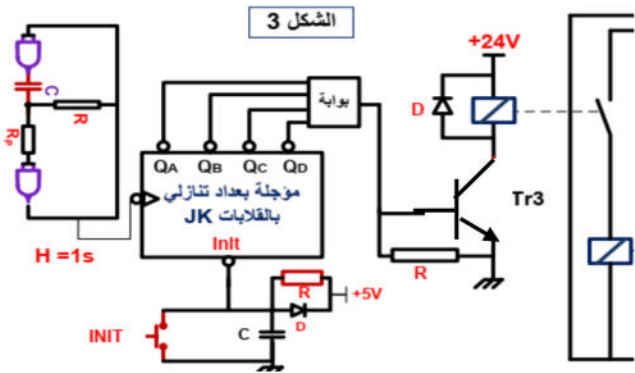 الشكل 3
+24V
C
R
Rp
بوابة
D
QA QB QC QD
مؤجلة بعداد تنازلي
بالقلابات JK
Tr3
InIt
H =1s
R
R
+5V
D
C
INIT